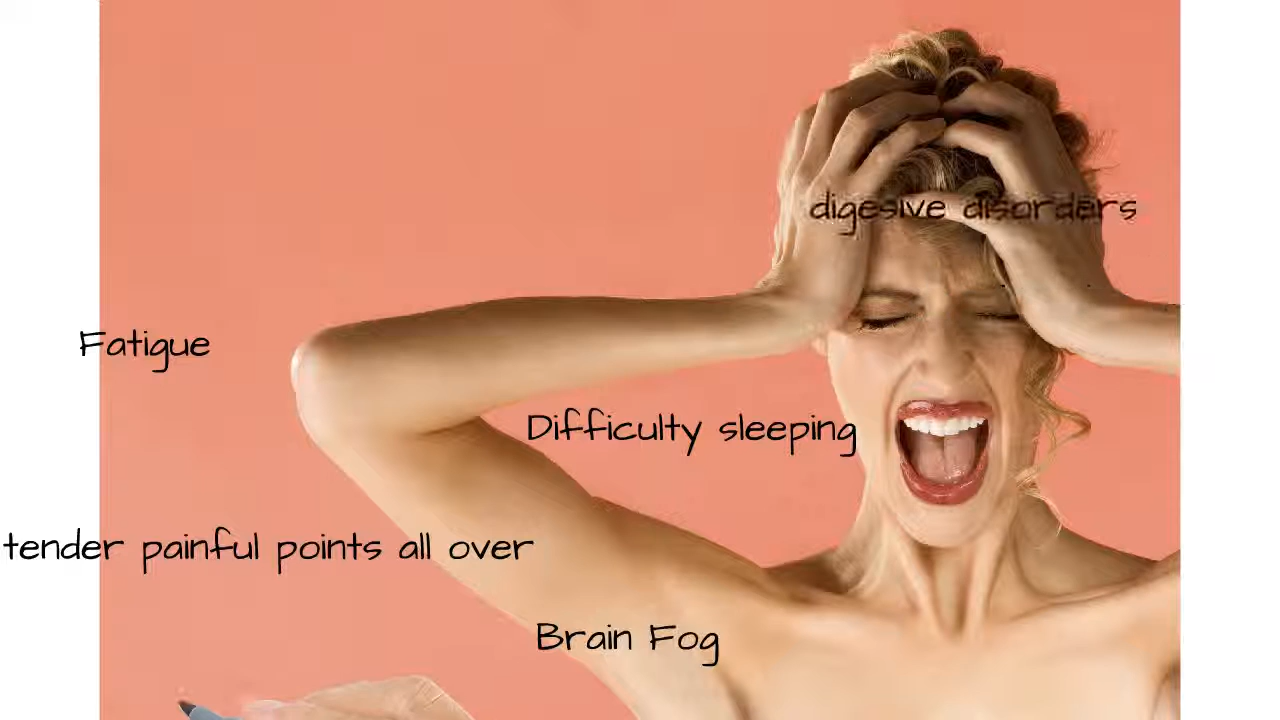 digesive disorders
Fatigue
Difficulty sleeping
tender painful points all over
Brain Fog